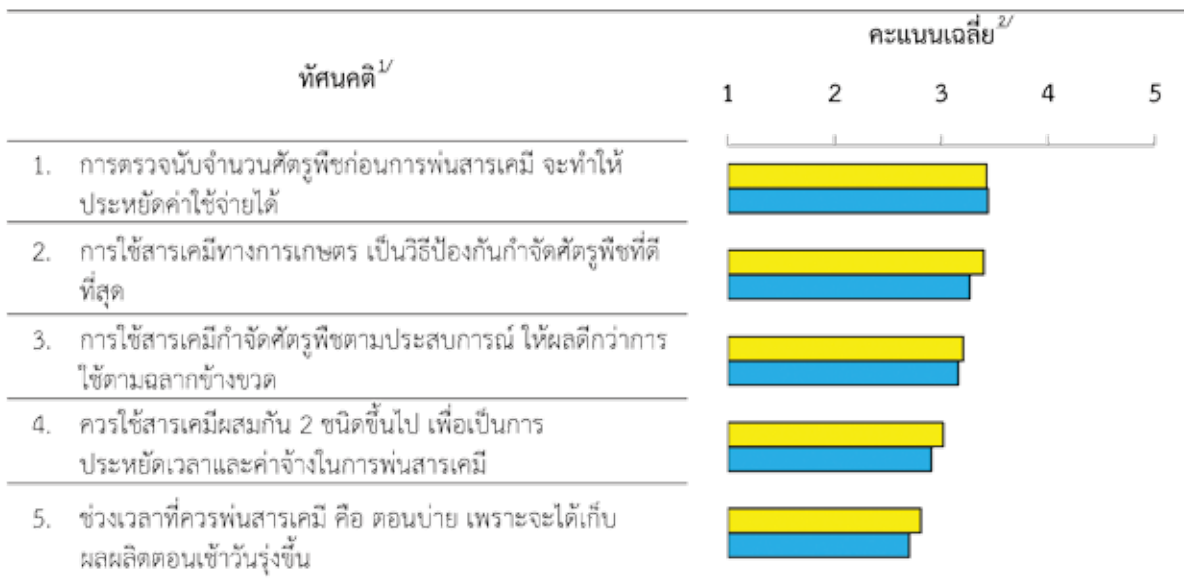 ทัศนคติ1/
คะแนนเฉลี่ย2/
1 2 3 4 5
1. การตรวจนับจำนวนศัตรูพืชก่อนการพ่นสารเคมี จะทำให้
ประหยัดค่าใช้จ่ายได้
2. การใช้สารเคมีทางการเกษตร เป็นวิธีป้องกันกำจัดศัตรูพืชที่ดี
ที่สุด
3. การใช้สารเคมีกำจัดศัตรูพืชตามประสบการณ์ ให้ผลดีกว่าการ
ใช้ตามฉลากข้างขวด
4. ควรใช้สารเคมีผสมกัน 2 ชนิดขึ้นไป เพื่อเป็นการ
ประหยัดเวลาและค่าจ้างในการพ่นสารเคมี
5. ช่วงเวลาที่ควรพ่นสารเคมี คือ ตอนบ่าย เพราะจะได้เก็บ
ผลผลิตตอนเช้าวันรุ่งขึ้น